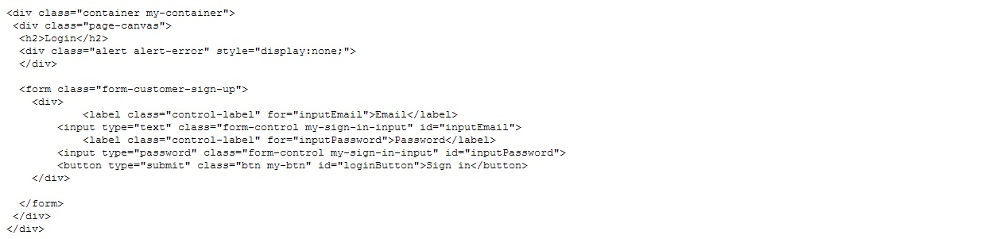 <div class="container my-container">
<div class="page-canvas">
<h2>Login</h2>
<div class="alert alert-error" style="display:none;">
</div>
<form class="form-customer-sign-up">
<div>
<label class="control-label" for="inputEmail">Email</label>
<input type="text" class="form-control my-sign-in-input" id="inputEmail">
<label class="control-label" for="inputPassword">Password</label>
<input type="password" class="form-control my-sign-in-input" id="inputPassword">
<button type="submit" class="btn my-btn" id="loginButton">Sign in</button>
</div>
</form>
</div>
</div>